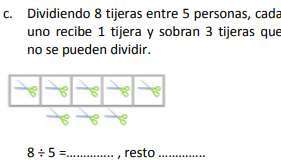 c. Dividiendo 8 tijeras entre 5 personas, cada
uno recibe 1 tijera y sobran 3 tijeras que
no se pueden dividir.
8 ÷ 5 =.............. , resto ..............